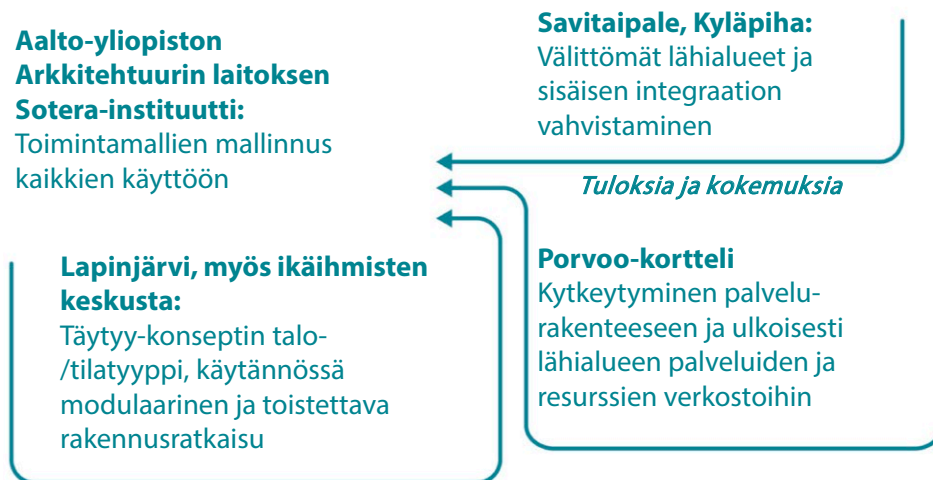 Aalto-yliopiston
Arkkitehtuurin laitoksen
Sotera-instituutti:
Toimintamallien mallinnus
kaikkien käyttöön
Savitaipale, Kyläpiha:
Välittömät lähialueet ja
sisäisen integraation
vahvistaminen
Tuloksia ja kokemuksia
Lapinjärvi, myös ikäihmisten
keskusta:
Täytyy-konseptin talo-
/tilatyyppi, käytännössä
modulaarinen ja toistettava
rakennusratkaisu
Porvoo-kortteli
Kytkeytyminen palvelu-
rakenteeseen ja ulkoisesti
lähialueen palveluiden ja
resurssien verkostoihin